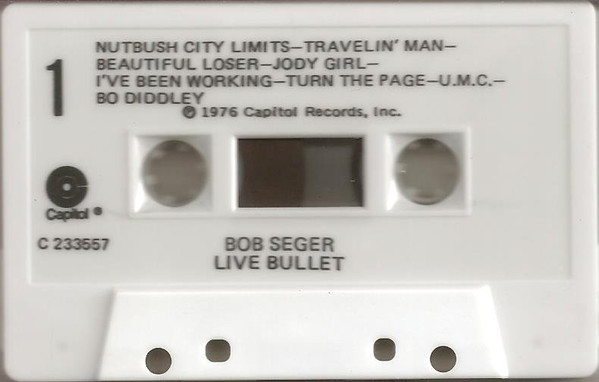 1
NUTBUSH CITY LIMITS—TRAVELIN' MAN—
BEAUTIFUL LOSER—JODY GIRL—
I'VE BEEN WORKING—TURN THE PAGE—U.M.C.—
BO DIDDLEY
℗ 1976 Capitol Records, Inc.
Capitol ®
C 233557
BOB SEGER
LIVE BULLET